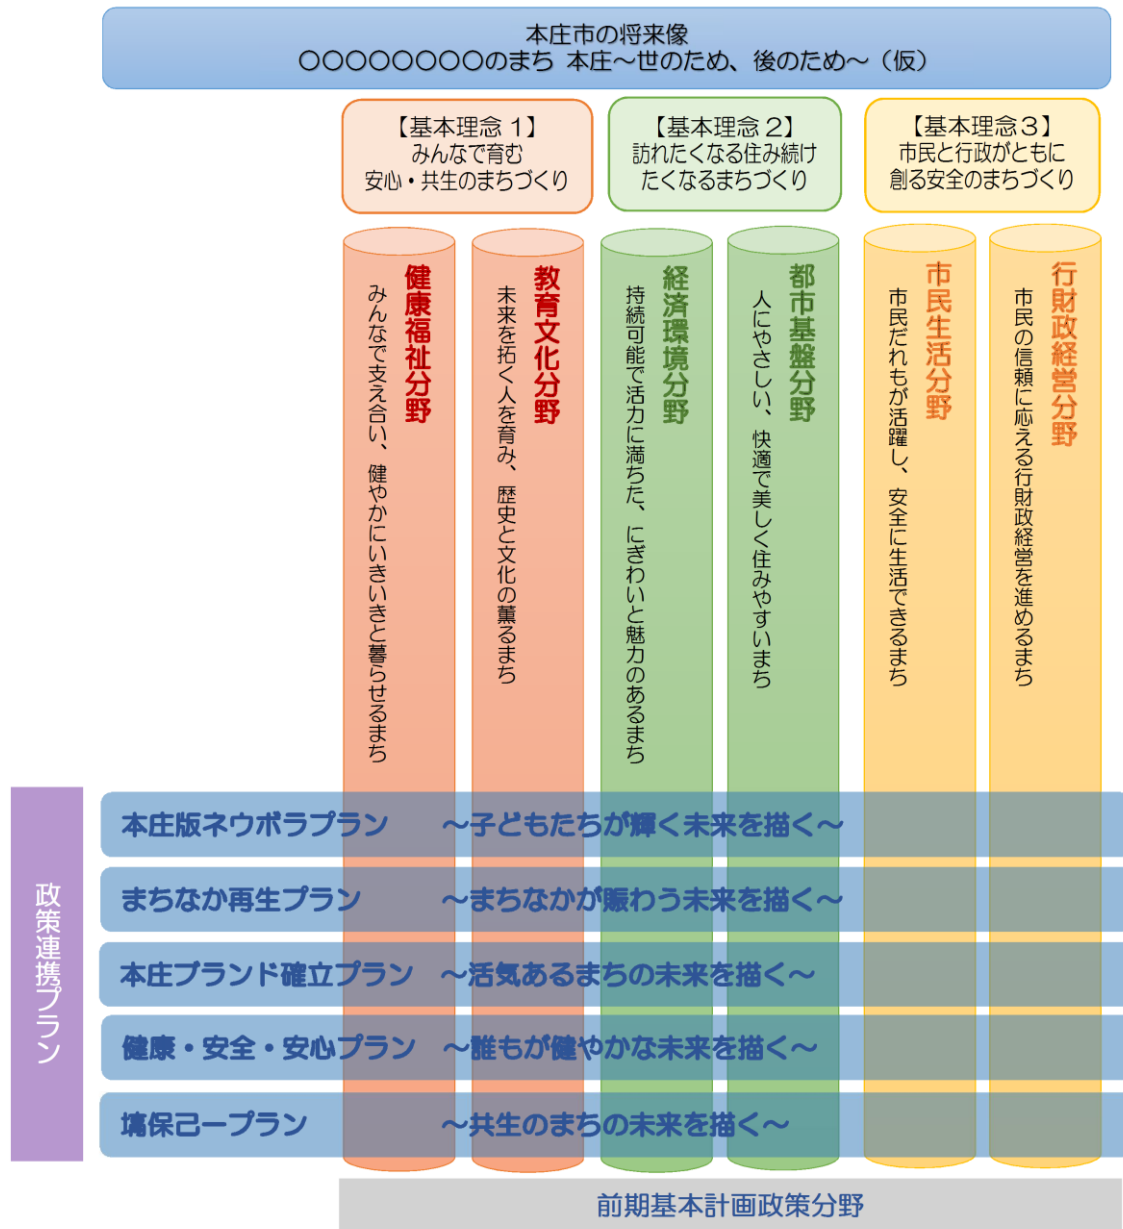 本庄市の将来像
〇〇〇〇〇〇〇〇のまち 本庄～世のため、後のため～（仮）
【基本理念１】
みんなで育む
安心・共生のまちづくり
【基本理念２】
訪れたくなる住み続け
たくなるまちづくり
【基本理念３】
市民と行政がともに
創る安全のまちづくり
健康福祉分野
みんなで支え合い、健やかにいきいきと暮らせるまち
教育文化分野
未来を拓く人を育み、歴史と文化の薫るまち
経済環境分野
持続可能で活力に満ちた、にぎわいと魅力のあるまち
都市基盤分野
人にやさしい、快適で美しく住みやすいまち
市民生活分野
市民だれもが活躍し、安全に生活できるまち
行財政経営分野
市民の信頼に応える行財政経営を進めるまち
政策連携プラン
本庄版ネウボラプラン ～子どもたちが輝く未来を描く～
まちなか再生プラン ～まちなかが賑わう未来を描く～
本庄ブランド確立プラン ～活気あるまちの未来を描く～
健康・安全・安心プラン ～誰もが健やかな未来を描く～
塙保己一プラン ～共生のまちの未来を描く～
前期基本計画政策分野